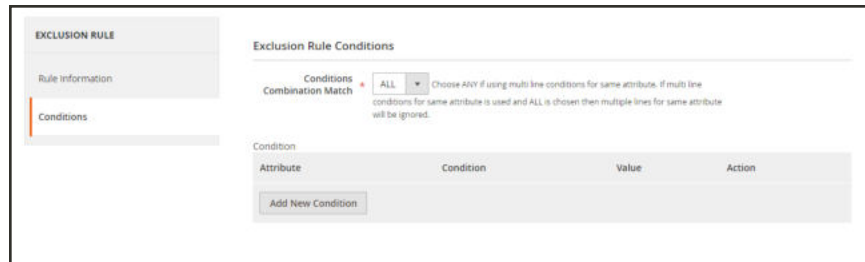 EXCLUSION RULE
Rule Information
Conditions
Exclusion Rule Conditions
Conditions
Combination Match
*
ALL
Choose ANY if using multi line conditions for same attribute. If multi line
conditions for same attribute is used and ALL is chosen then multiple lines for same attribute
will be ignored.
Condition
Attribute Condition Value Action
Add New Condition